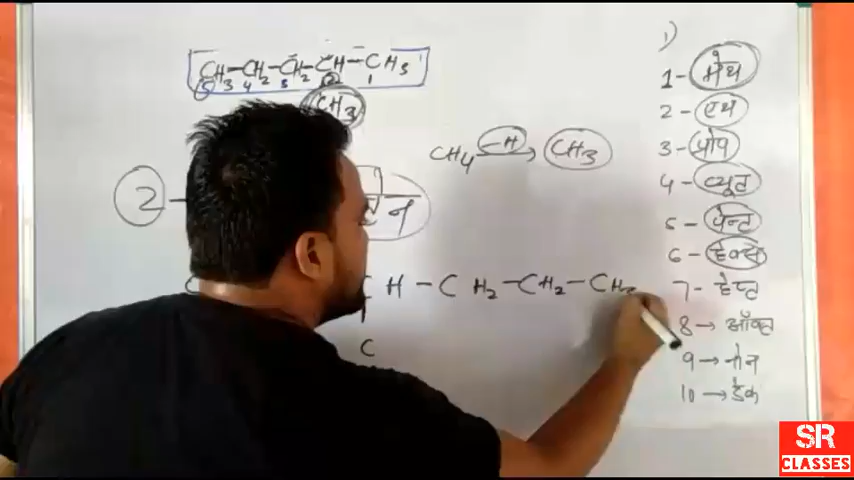 CH3-CH2-CH2-CH-CH3
5 4 3 2 1
CH3
CH4 -H→ CH3
2-
न
CH-CH2-CH2-CH3
C
1)
1-मेथ
2-एथ
3-प्रोप
4-ब्यूट
5-पेन्ट
6-हेक्स
7-हेप्ट
8→ऑक्ट
9→नोन
10→डेक
SR
CLASSES